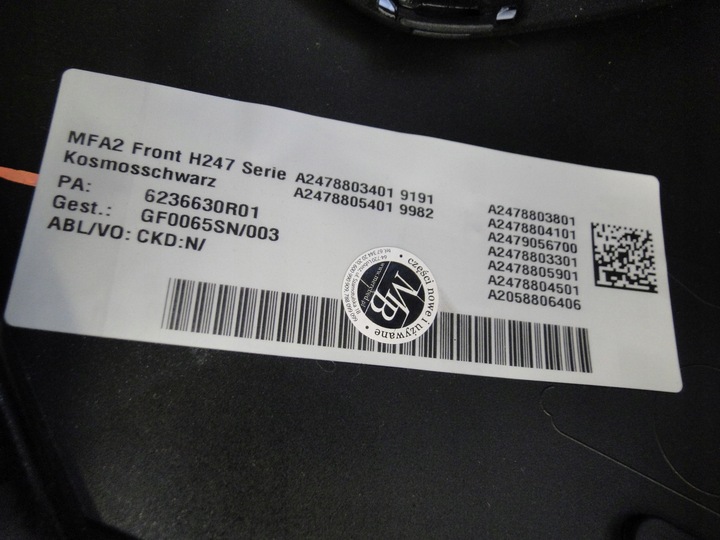 MFA2 Front H247 Serie A2478803401 9191
Kosmosschwarz A2478805401 9982
PA: 6236630R01
Gest.: GF0065SN/003
ABL/VO: CKD:N/
A2478803801
A2478804101
A2479056700
A2478803301
A2478805901
A2478804501
A2058806406
MB
części nowe i używane